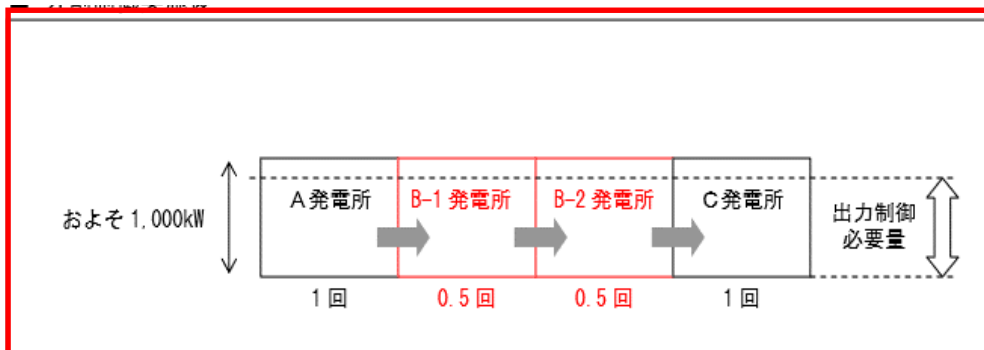 A発電所
B-1 発電所
B-2 発電所
C発電所
およそ 1,000kW
出力制御
必要量
1 回
0.5 回
0.5 回
1 回